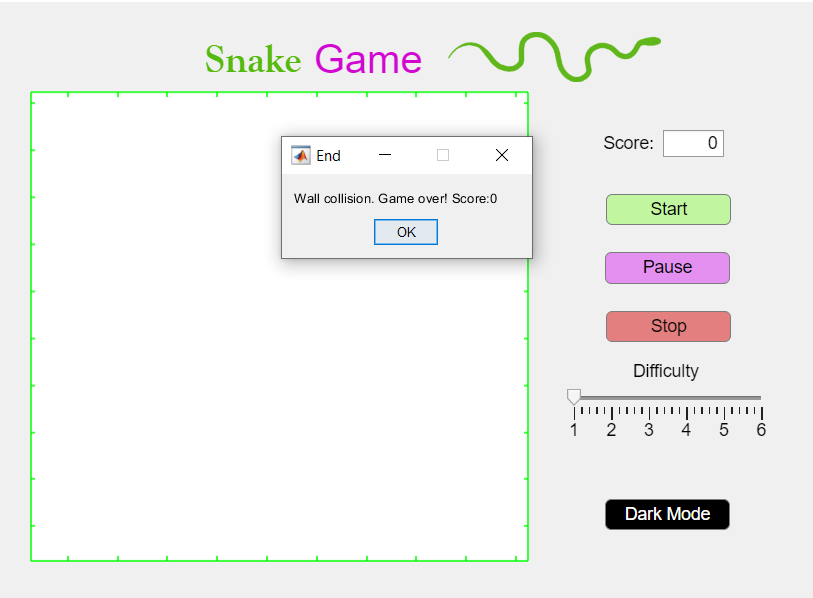 Snake Game
End
Wall collision. Game over! Score:0
OK
Score: 0
Start
Pause
Stop
Difficulty
1 2 3 4 5 6
Dark Mode